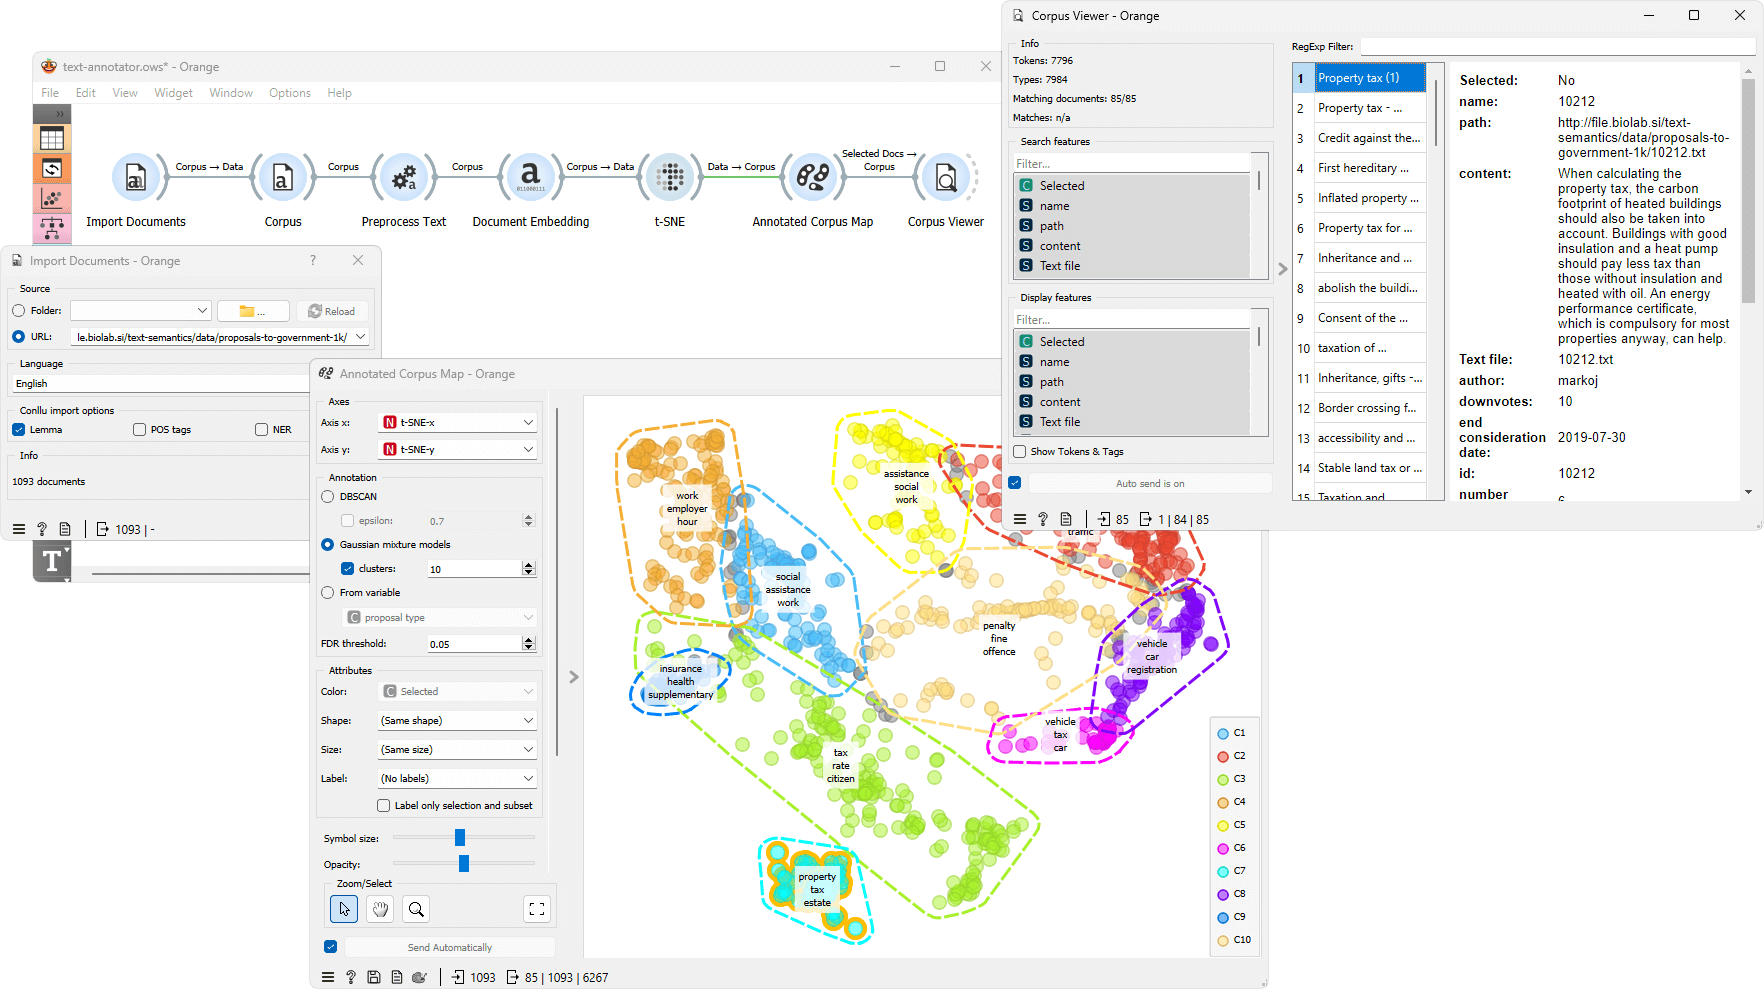 text-annotator.ows* - Orange
File Edit View Widget Window Options Help
Corpus → Data
Corpus
Corpus
Corpus → Data
Data → Corpus
Selected Docs →
Corpus
a
011000111
Import Documents
Corpus
Preprocess Text
Document Embedding
t-SNE
Annotated Corpus Map
Corpus Viewer
T
Import Documents - Orange
?
Source
Folder:
...
Reload
URL:
le.biolab.si/text-semantics/data/proposals-to-government-1k/
Language
English
Conllu import options
Lemma
POS tags
NER
Info
1093 documents
1093 | -
Annotated Corpus Map - Orange
Axes
Axis x:
N t-SNE-x
Axis y:
N t-SNE-y
Annotation
DBSCAN
epsilon:
0.7
Gaussian mixture models
clusters:
10
From variable
C proposal type
FDR threshold:
0.05
Attributes
Color:
C Selected
Shape:
(Same shape)
Size:
(Same size)
Label:
(No labels)
Label only selection and subset
Symbol size:
Opacity:
Zoom/Select
Send Automatically
1093
85 | 1093 | 6267
work
employer
hour
assistance
social
work
traffic
social
assistance
work
penalty
fine
offence
vehicle
car
registration
insurance
health
supplementary
vehicle
tax
car
tax
rate
citizen
property
tax
estate
C1
C2
C3
C4
C5
C6
C7
C8
C9
C10
Corpus Viewer - Orange
Info
Tokens: 7796
Types: 7984
Matching documents: 85/85
Matches: n/a
Search features
Filter...
C Selected
S name
S path
S content
S Text file
Display features
Filter...
C Selected
S name
S path
S content
S Text file
Show Tokens & Tags
Auto send is on
85
1 | 84 | 85
RegExp Filter:
1 Property tax (1)
2 Property tax - ...
3 Credit against the...
4 First hereditary ...
5 Inflated property ...
6 Property tax for ...
7 Inheritance and ...
8 abolish the buildi...
9 Consent of the ...
10 taxation of ...
11 Inheritance, gifts -...
12 Border crossing f...
13 accessibility and ...
14 Stable land tax or ...
15 Taxation and
Selected: No
name: 10212
path: http://file.biolab.si/text-
semantics/data/proposals-to-
government-1k/10212.txt
content: When calculating the
property tax, the carbon
footprint of heated buildings
should also be taken into
account. Buildings with good
insulation and a heat pump
should pay less tax than
those without insulation and
heated with oil. An energy
performance certificate,
which is compulsory for most
properties anyway, can help.
Text file: 10212.txt
author: markoj
downvotes: 10
end
consideration 2019-07-30
date:
id: 10212
number